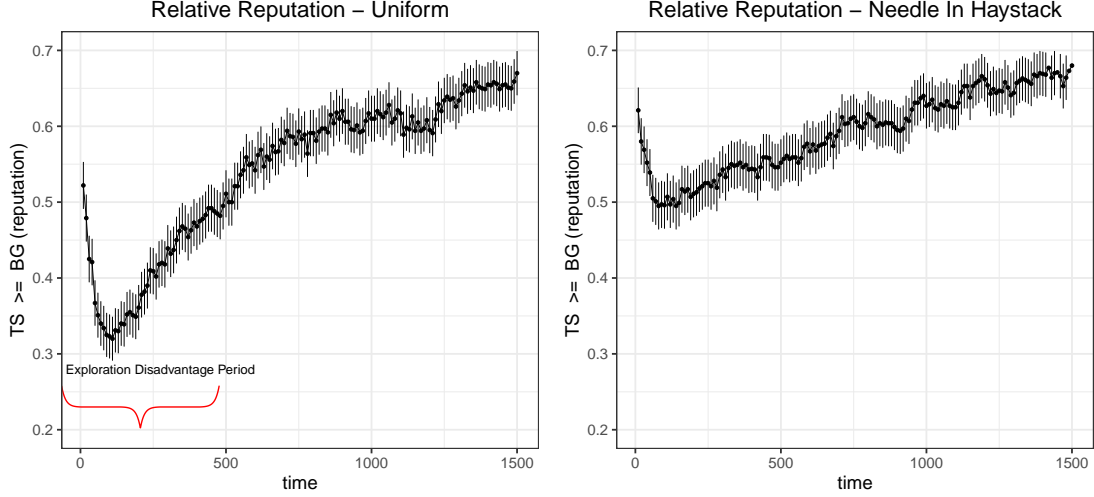 Relative Reputation – Uniform
TS >= BG (reputation)
0.7
0.6
0.5
0.4
0.3
0.2
Exploration Disadvantage Period
0
500
1000
1500
time
Relative Reputation – Needle In Haystack
TS >= BG (reputation)
0.7
0.6
0.5
0.4
0.3
0.2
0
500
1000
1500
time